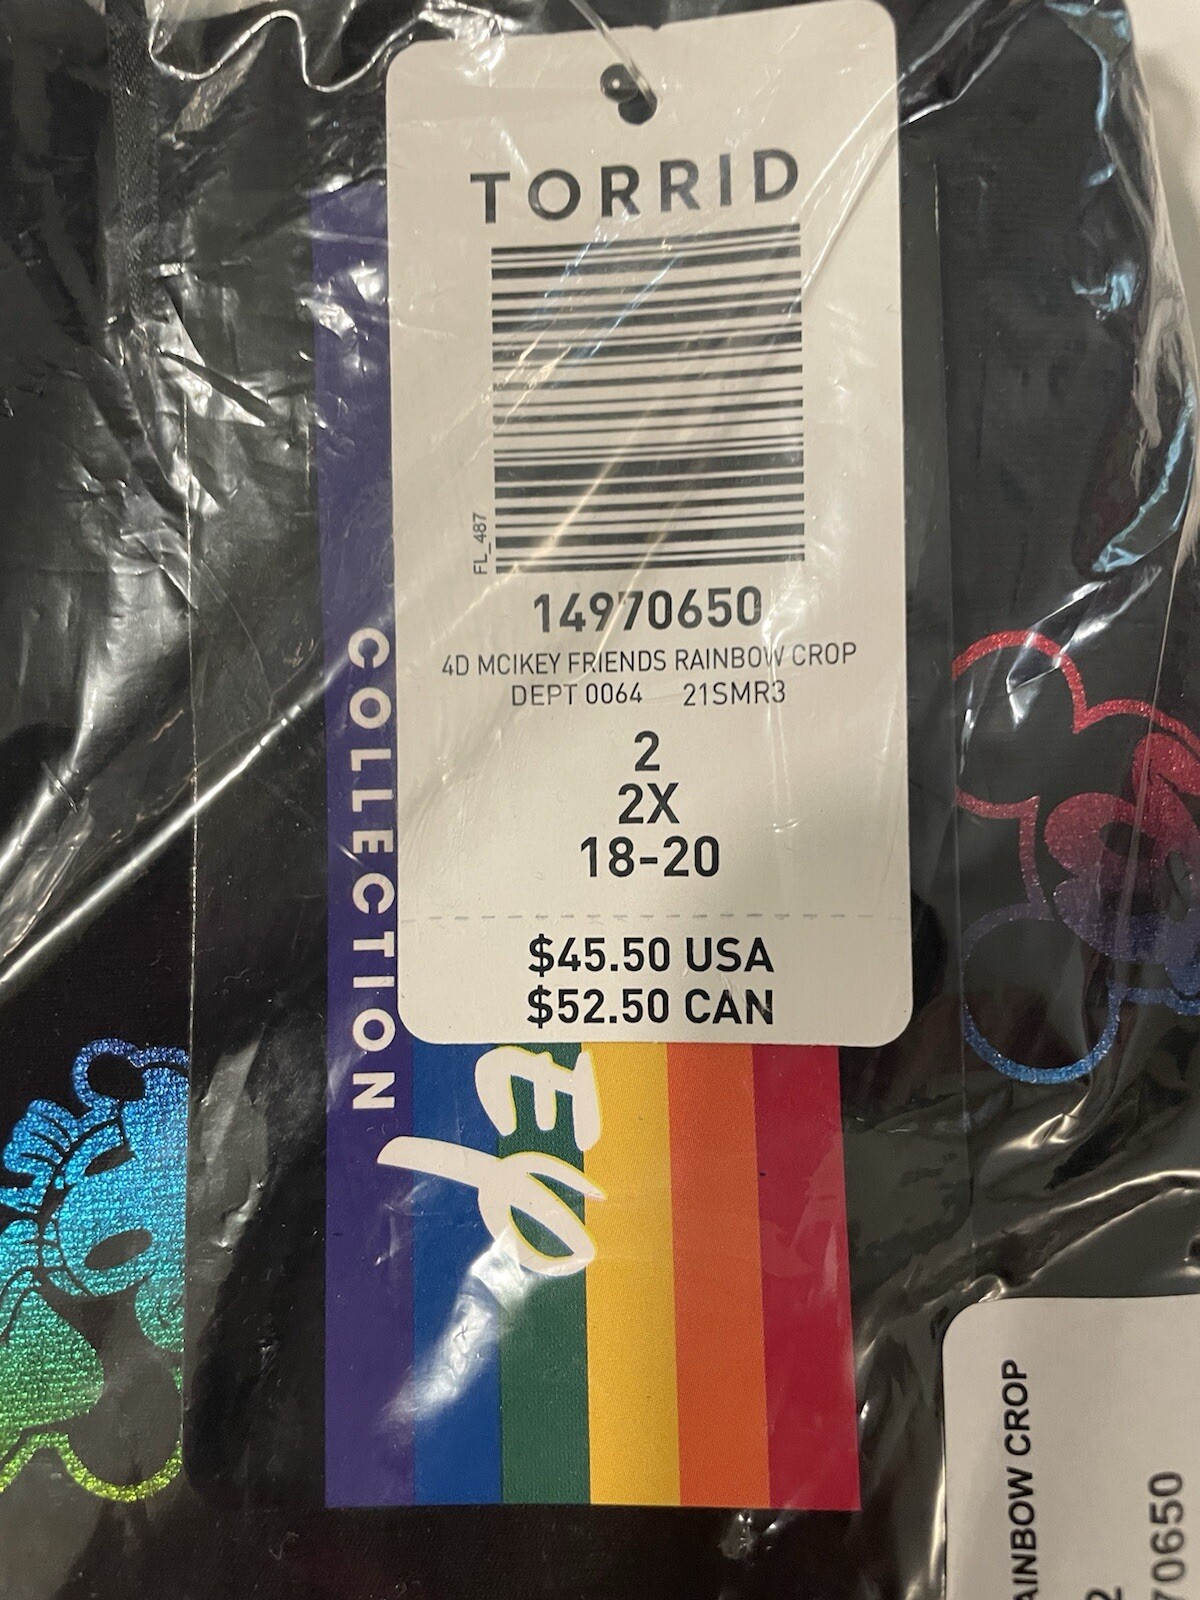 TORRID
FL_487
14970650
4D MCIKEY FRIENDS RAINBOW CROP
DEPT 0064 21SMR3
2
2X
18-20
$45.50 USA
$52.50 CAN
COLLECTION
AINBOW CROP
2
70650